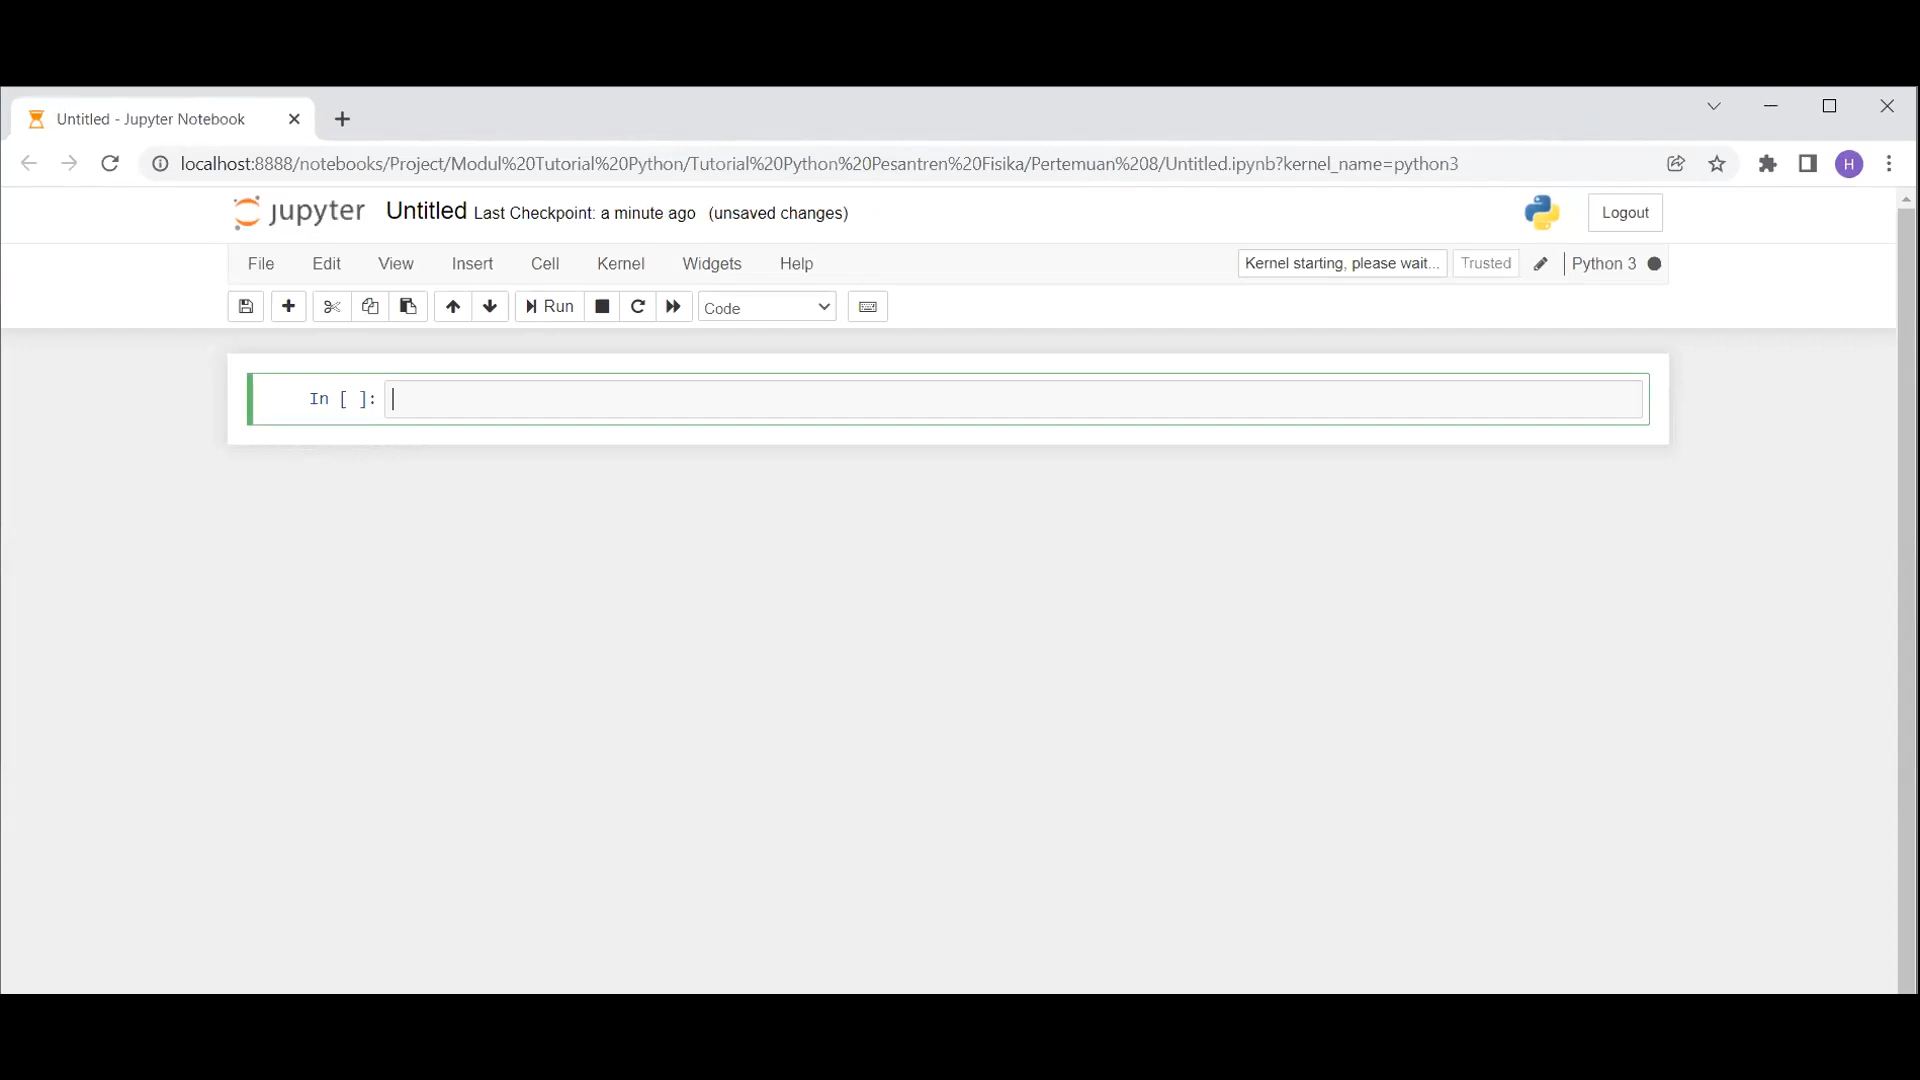 Untitled - Jupyter Notebook
localhost:8888/notebooks/Project/Modul%20Tutorial%20Python/Tutorial%20Python%20Pesantren%20Fisika/Pertemuan%208/Untitled.ipynb?kernel_name=python3
H
jupyter Untitled Last Checkpoint: a minute ago (unsaved changes)
Logout
File Edit View Insert Cell Kernel Widgets Help
Kernel starting, please wait... Trusted Python 3
Run Code
In [ ]: